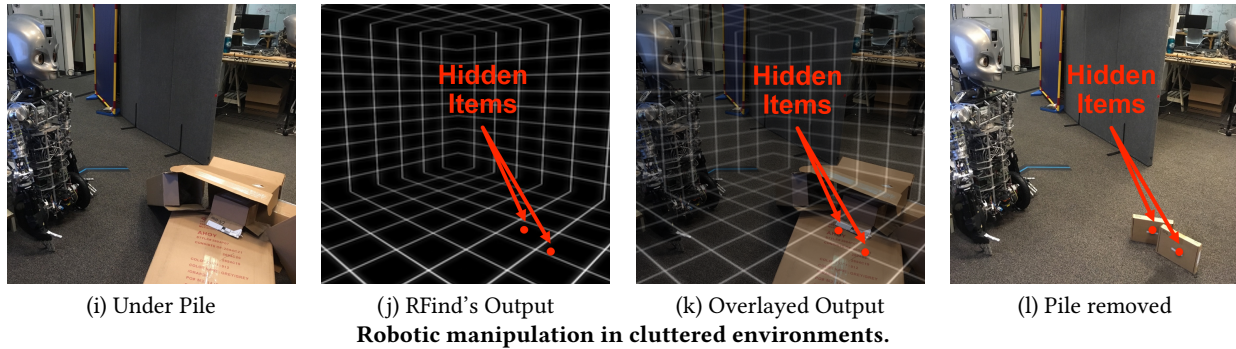 Hidden
Items
Hidden
Items
Hidden
Items
(i) Under Pile
(j) RFind's Output
(k) Overlayed Output
(l) Pile removed
Robotic manipulation in cluttered environments.